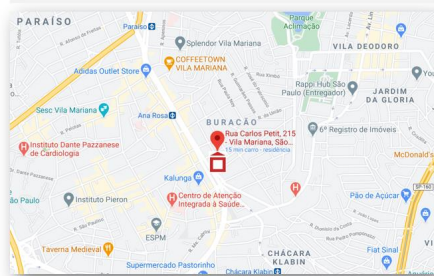 PARAÍSO
Paraíso
Parque
Aclimação
Splendor Vila Mariana
VILA DEODORO
COFFEETOWN
VILA MARIANA
Adidas Outlet Store
Rappi Hub São
Paulo (Entregador)
JARDIM
DA GLORIA
Sesc Vila Mariana
Ana Rosa
BURACÃO
Rua Carlos Petit, 215
- Vila Mariana, São...
15 min carro - residência
6º Registro de Imóveis
Instituto Dante Pazzanese
de Cardiologia
McDonald's
Kalunga
Instituto Pieron
Centro de Atenção
Integrada à Saúde...
Pão de Açúcar
SP-160
ão Paulo
ESPM
Taverna Medieval
Fiat Sinal
CHÁCARA
KLABIN
Supermercado Pastorinho
Chácara Klabin